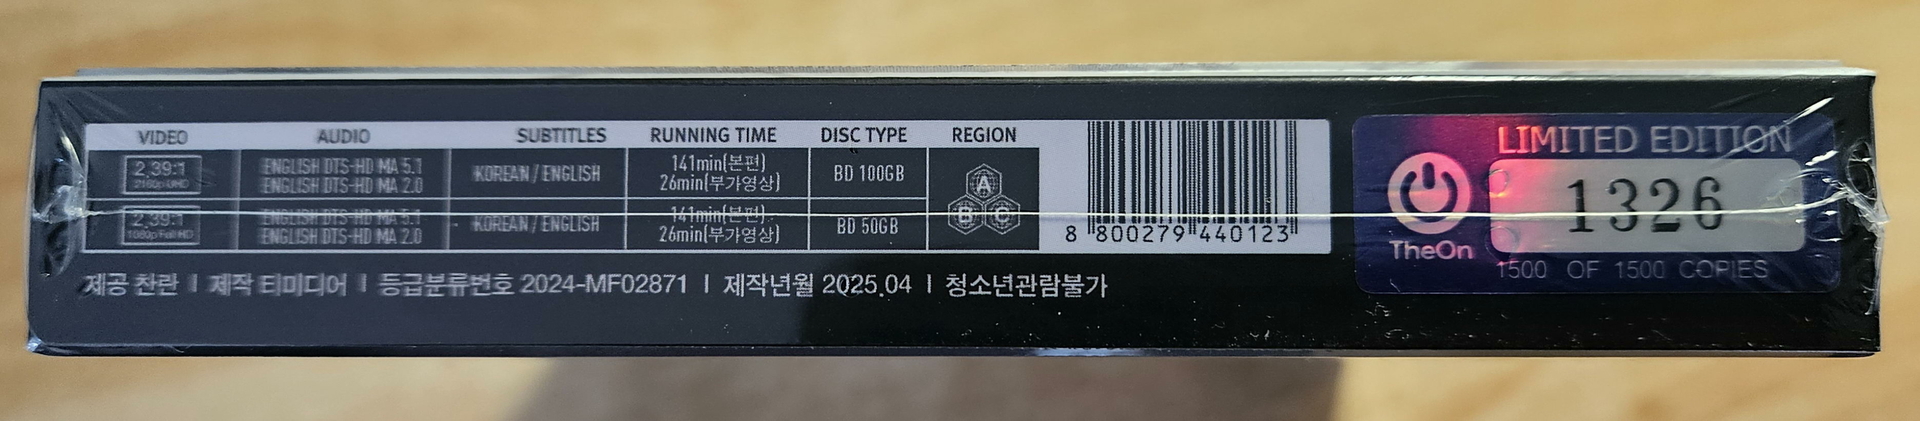 VIDEO AUDIO SUBTITLES RUNNING TIME DISC TYPE REGION
2.39:1
2160p UHD
ENGLISH DTS-HD MA 5.1
ENGLISH DTS-HD MA 2.0
KOREAN / ENGLISH
141min(본편)
26min(부가영상)
BD 100GB
2.39:1
1080p Full HD
ENGLISH DTS-HD MA 5.1
ENGLISH DTS-HD MA 2.0
KOREAN / ENGLISH
141min(본편)
26min(부가영상)
BD 50GB
A
B C
8 800279 440123
제공 찬란 | 제작 티미디어 | 등급분류번호 2024-MF02871 | 제작년월 2025.04 | 청소년관람불가
LIMITED EDITION
1326
TheOn
1500 OF 1500 COPIES